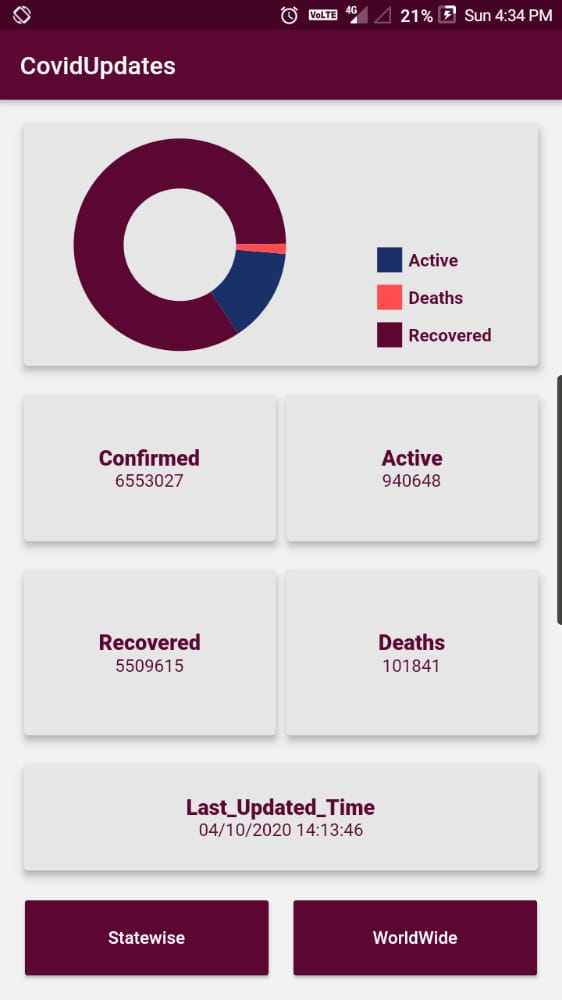 VoLTE 4G 21% Sun 4:34 PM
CovidUpdates
Active
Deaths
Recovered
Confirmed
6553027
Active
940648
Recovered
5509615
Deaths
101841
Last_Updated_Time
04/10/2020 14:13:46
Statewise
WorldWide